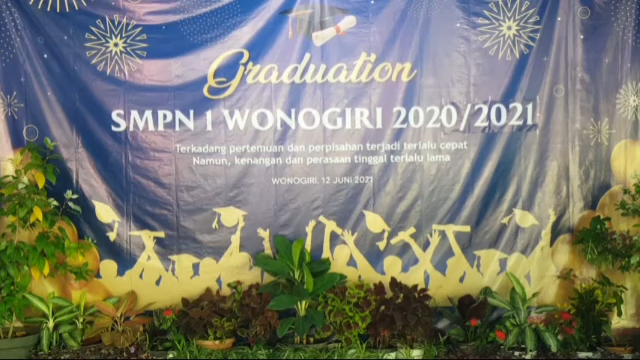 Graduation
SMPN 1 WONOGIRI 2020/2021
Terkadang pertemuan dan perpisahan terjadi terlalu cepat
Namun, kenangan dan perasaan tinggal terlalu lama
WONOGIRI, 12 JUNI 2021